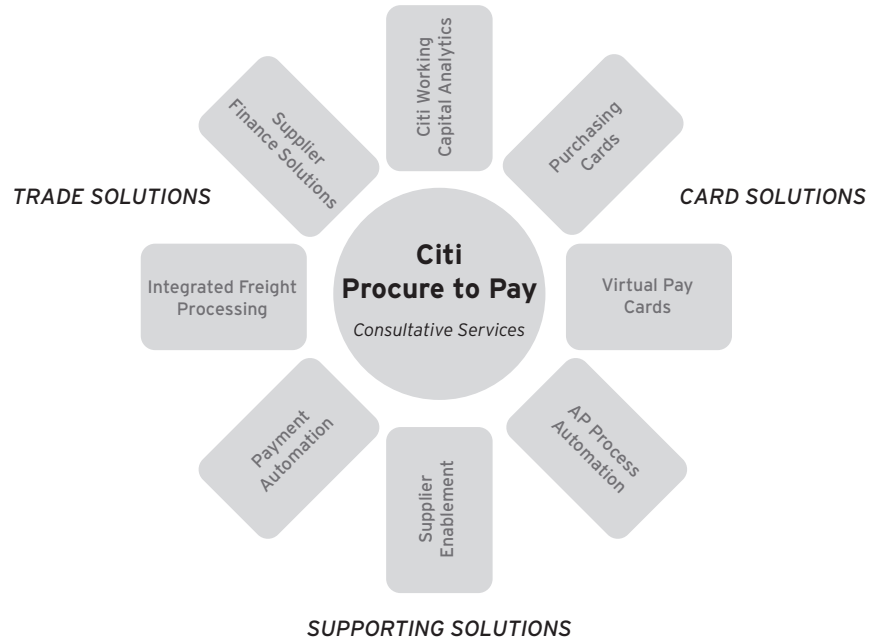 Citi Working
Capital Analytics
Supplier
Finance Solutions
Purchasing
Cards
TRADE SOLUTIONS
CARD SOLUTIONS
Citi
Procure to Pay
Consultative Services
Integrated Freight
Processing
Virtual Pay
Cards
Payment
Automation
AP Process
Automation
Supplier
Enablement
SUPPORTING SOLUTIONS